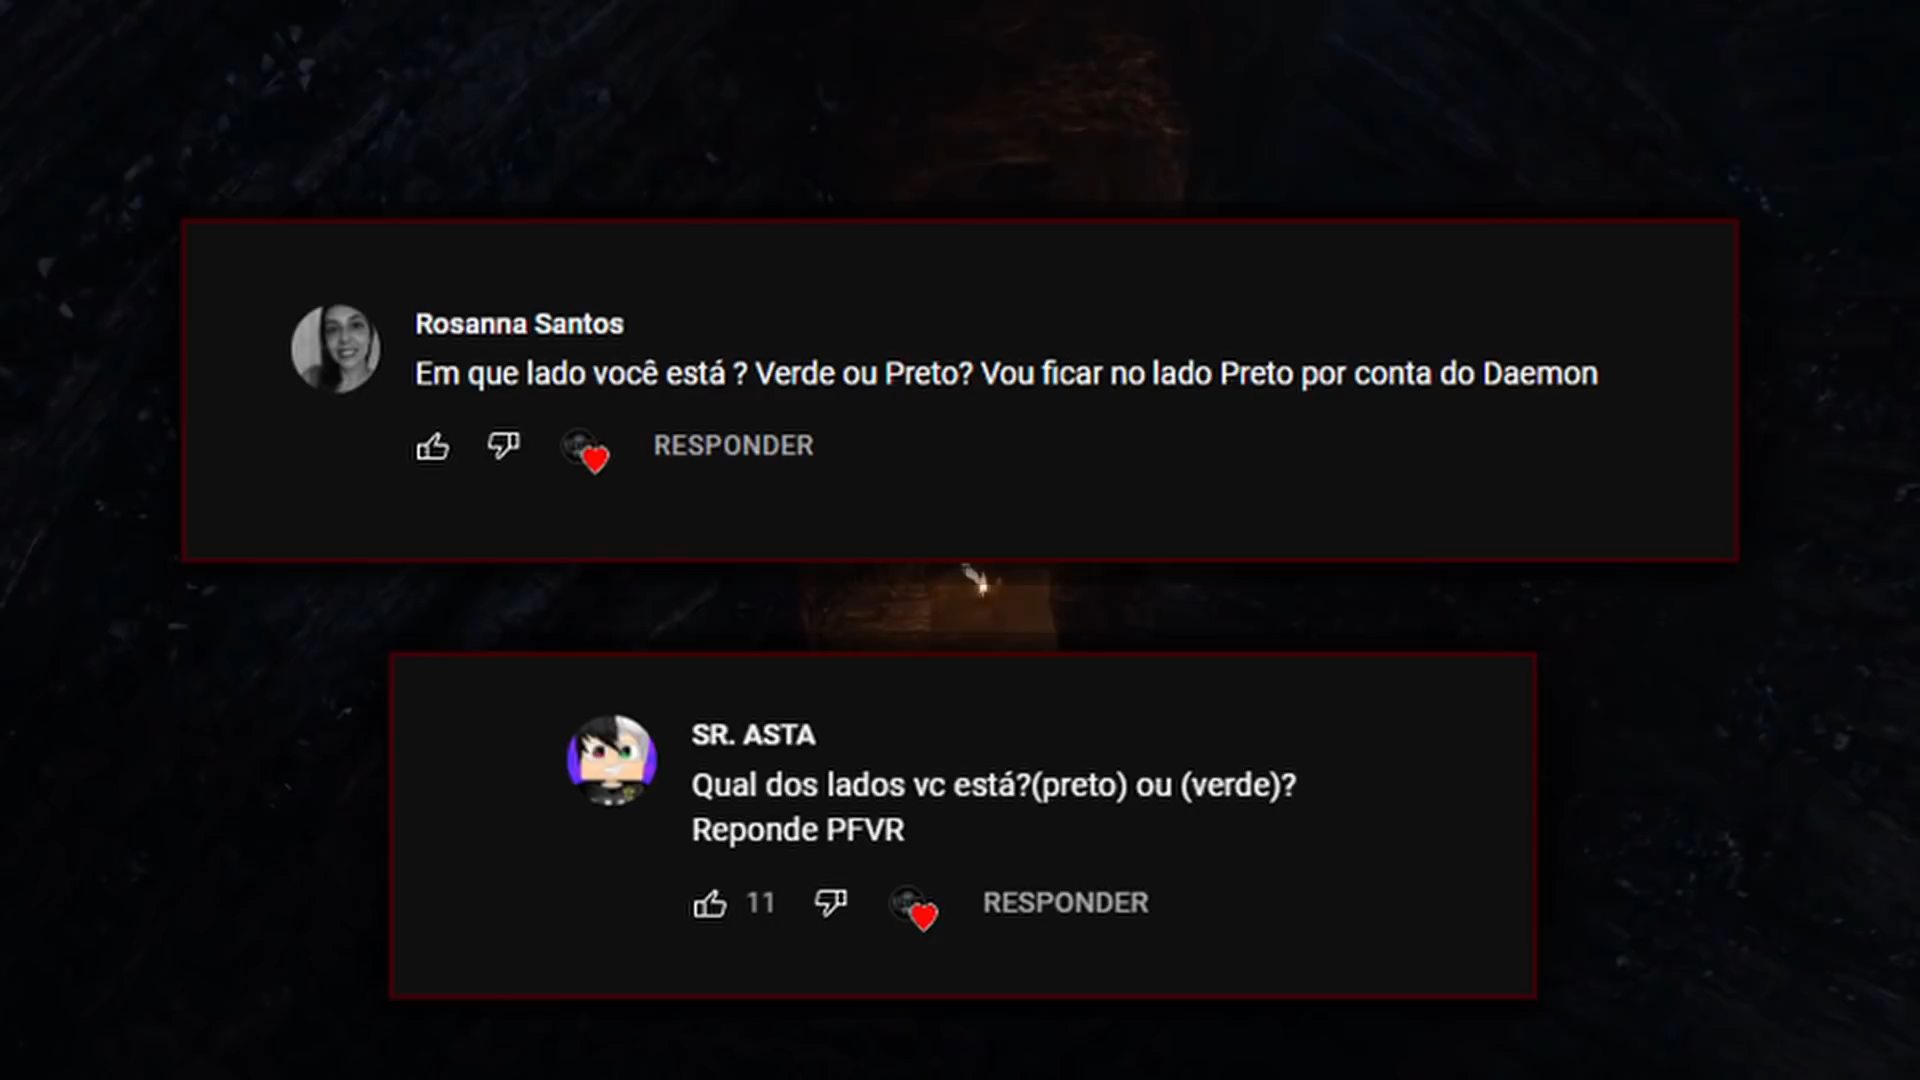 Rosanna Santos
Em que lado você está ? Verde ou Preto? Vou ficar no lado Preto por conta do Daemon
RESPONDER
SR. ASTA
Qual dos lados vc está?(preto) ou (verde)?
Reponde PFVR
11 RESPONDER